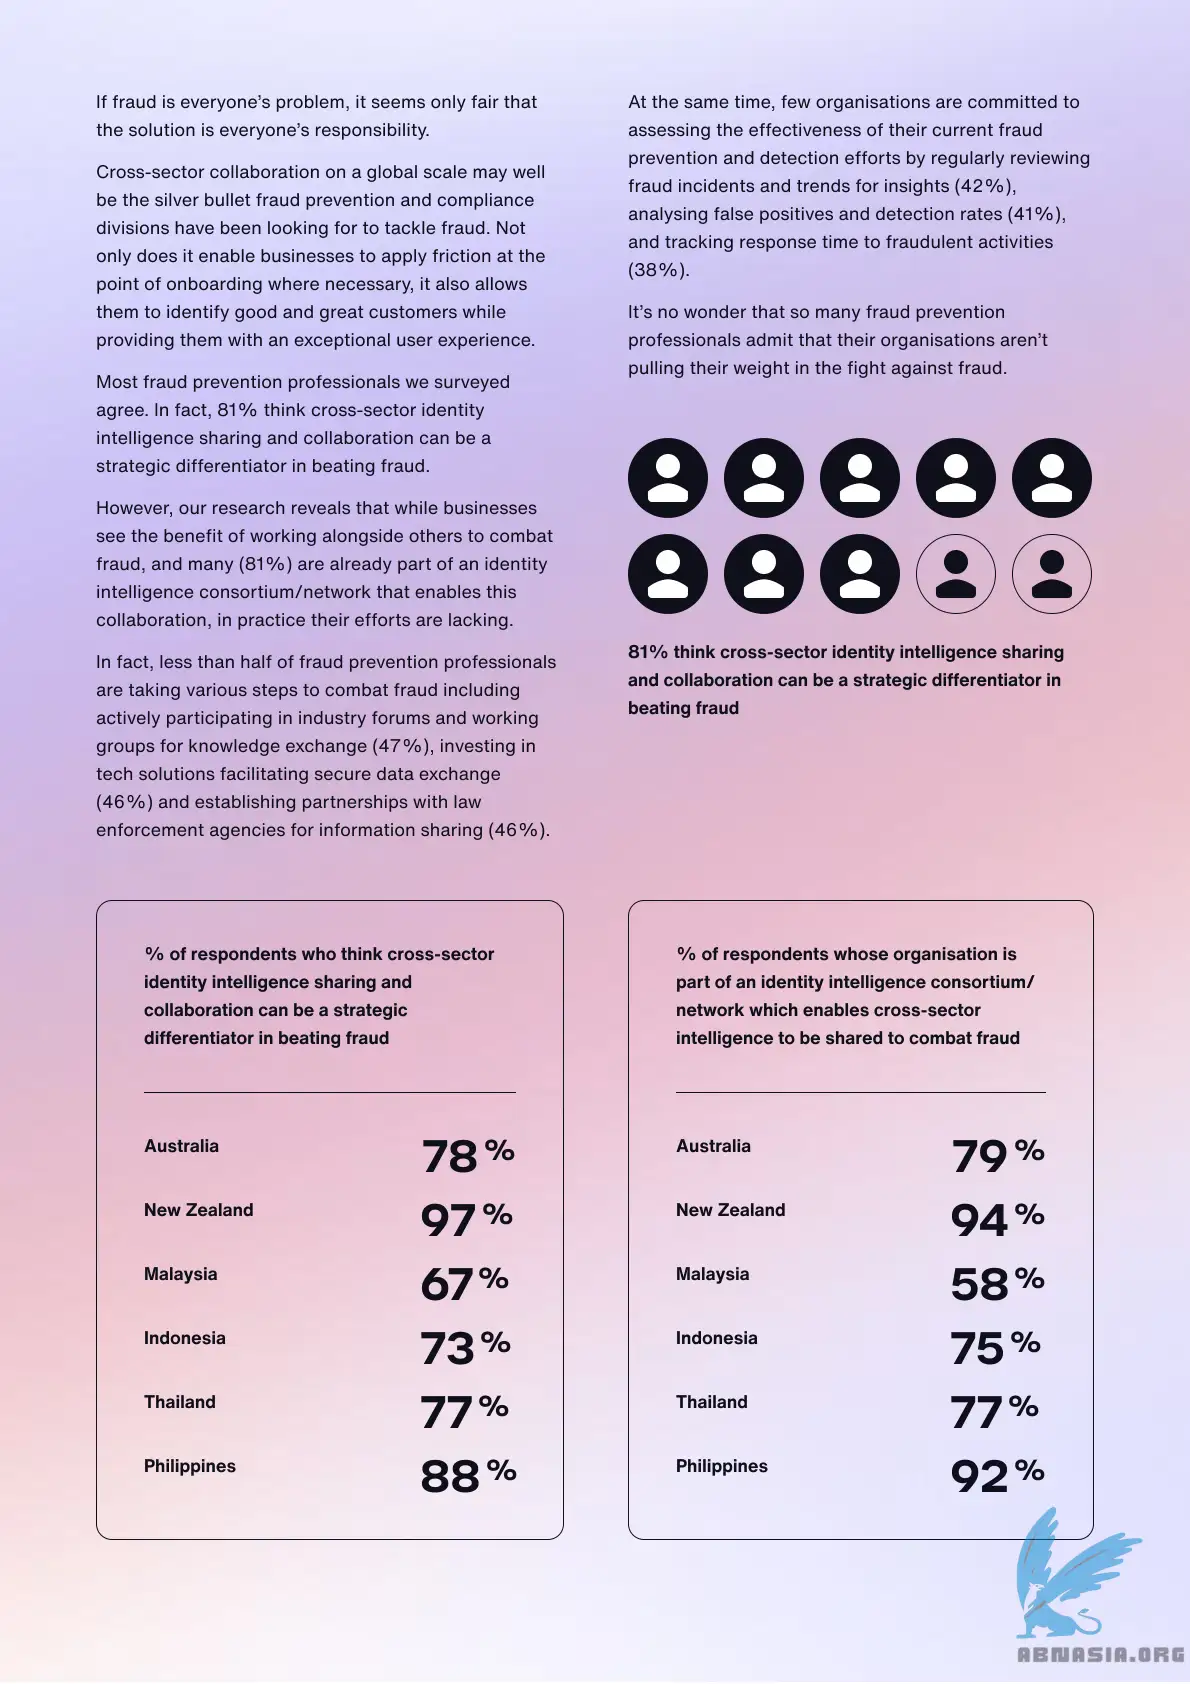 If fraud is everyone’s problem, it seems only fair that
the solution is everyone’s responsibility.
Cross-sector collaboration on a global scale may well
be the silver bullet fraud prevention and compliance
divisions have been looking for to tackle fraud. Not
only does it enable businesses to apply friction at the
point of onboarding where necessary, it also allows
them to identify good and great customers while
providing them with an exceptional user experience.
Most fraud prevention professionals we surveyed
agree. In fact, 81% think cross-sector identity
intelligence sharing and collaboration can be a
strategic differentiator in beating fraud.
However, our research reveals that while businesses
see the benefit of working alongside others to combat
fraud, and many (81%) are already part of an identity
intelligence consortium/network that enables this
collaboration, in practice their efforts are lacking.
In fact, less than half of fraud prevention professionals
are taking various steps to combat fraud including
actively participating in industry forums and working
groups for knowledge exchange (47%), investing in
tech solutions facilitating secure data exchange
(46%) and establishing partnerships with law
enforcement agencies for information sharing (46%).
At the same time, few organisations are committed to
assessing the effectiveness of their current fraud
prevention and detection efforts by regularly reviewing
fraud incidents and trends for insights (42%),
analysing false positives and detection rates (41%),
and tracking response time to fraudulent activities
(38%).
It’s no wonder that so many fraud prevention
professionals admit that their organisations aren’t
pulling their weight in the fight against fraud.
81% think cross-sector identity intelligence sharing
and collaboration can be a strategic differentiator in
beating fraud
% of respondents who think cross-sector
identity intelligence sharing and
collaboration can be a strategic
differentiator in beating fraud
Australia 78%
New Zealand 97%
Malaysia 67%
Indonesia 73%
Thailand 77%
Philippines 88%
% of respondents whose organisation is
part of an identity intelligence consortium/
network which enables cross-sector
intelligence to be shared to combat fraud
Australia 79%
New Zealand 94%
Malaysia 58%
Indonesia 75%
Thailand 77%
Philippines 92%
ABNASIA.ORG